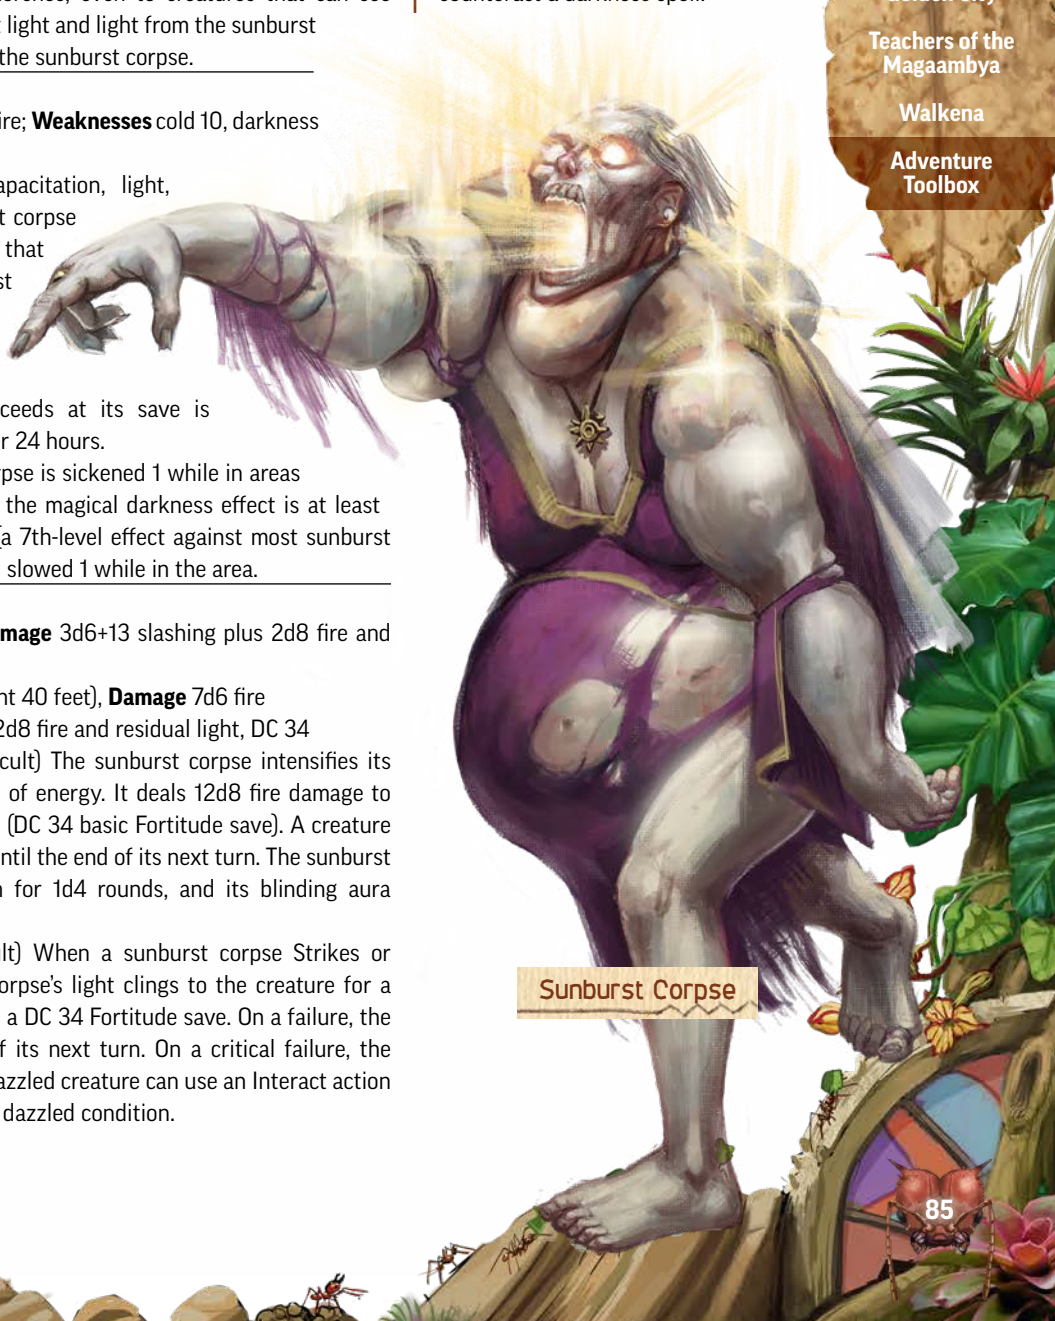 light and light from the sunburst
the sunburst corpse.
ire; Weaknesses cold 10, darkness
apacitation, light,
t corpse
that
st
ceeds at its save is
r 24 hours.
rpse is sickened 1 while in areas
the magical darkness effect is at least
(a 7th-level effect against most sunburst
slowed 1 while in the area.
mage 3d6+13 slashing plus 2d8 fire and
nt 40 feet), Damage 7d6 fire
2d8 fire and residual light, DC 34
cult) The sunburst corpse intensifies its
of energy. It deals 12d8 fire damage to
(DC 34 basic Fortitude save). A creature
ntil the end of its next turn. The sunburst
n for 1d4 rounds, and its blinding aura
lt) When a sunburst corpse Strikes or
orpse's light clings to the creature for a
a DC 34 Fortitude save. On a failure, the
f its next turn. On a critical failure, the
azzled creature can use an Interact action
dazzled condition.
Teachers of the
Magaambya
Walkena
Adventure
Toolbox
Sunburst Corpse
85